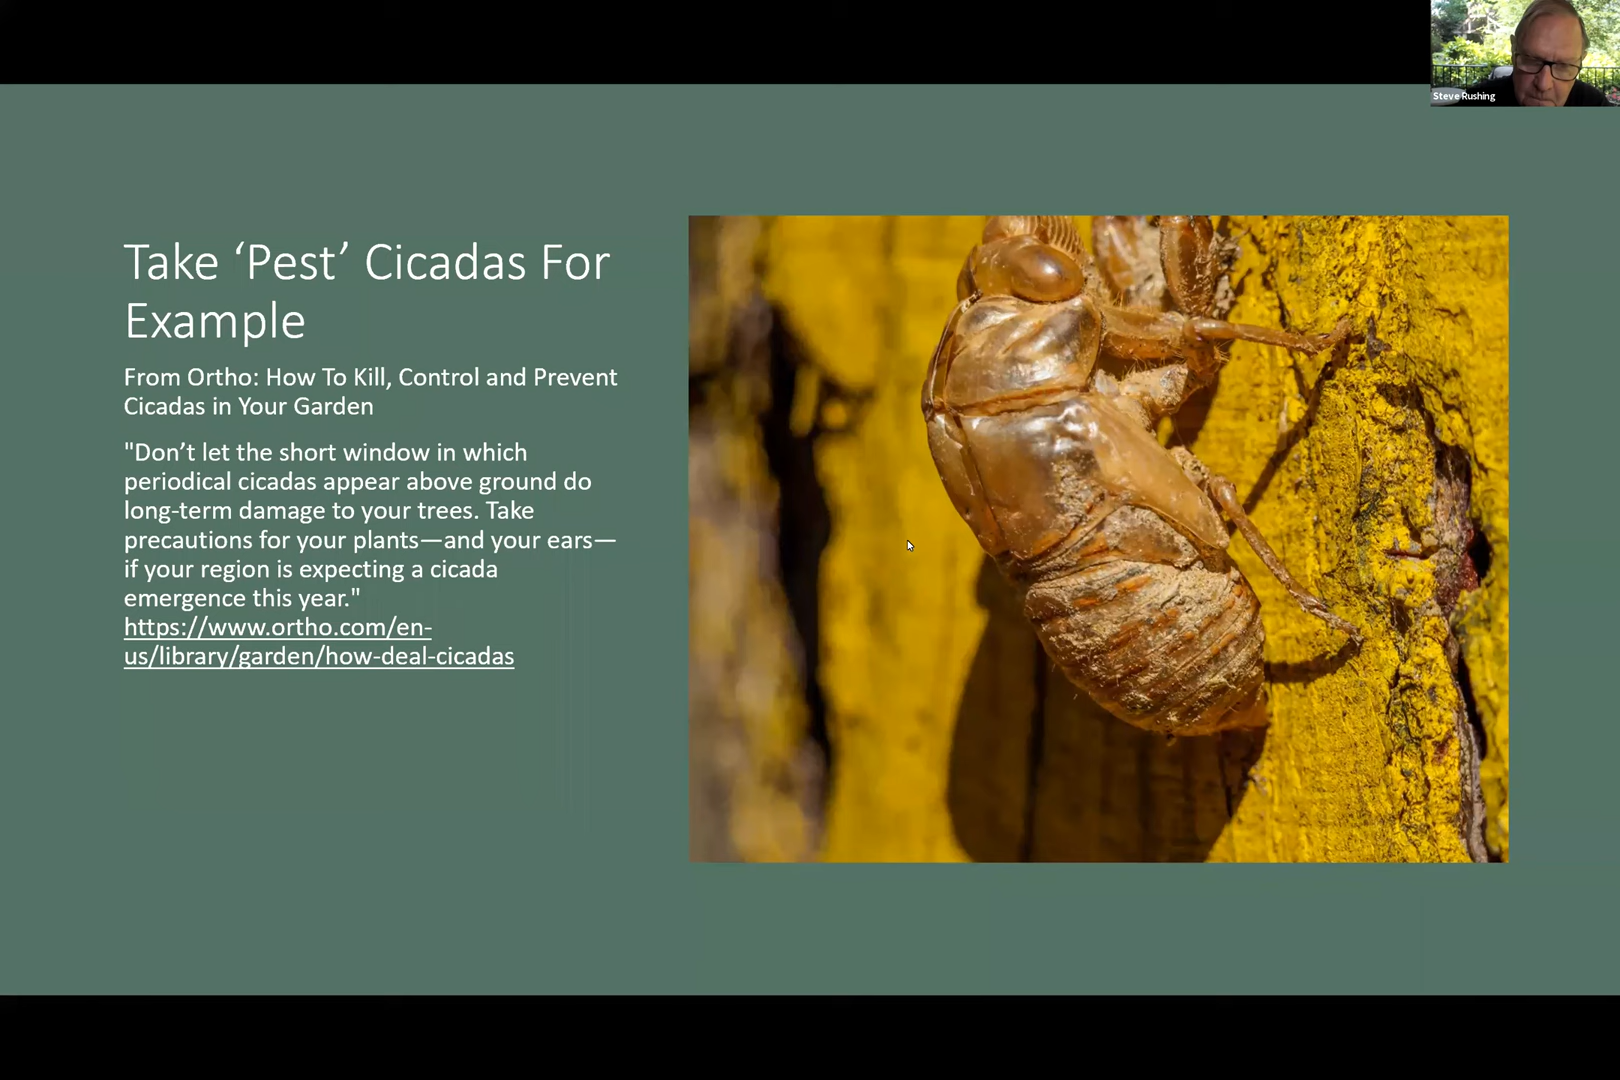 Steve Rushing
Take ‘Pest’ Cicadas For
Example
From Ortho: How To Kill, Control and Prevent
Cicadas in Your Garden
"Don’t let the short window in which
periodical cicadas appear above ground do
long-term damage to your trees. Take
precautions for your plants—and your ears—
if your region is expecting a cicada
emergence this year."
https://www.ortho.com/en-
us/library/garden/how-deal-cicadas